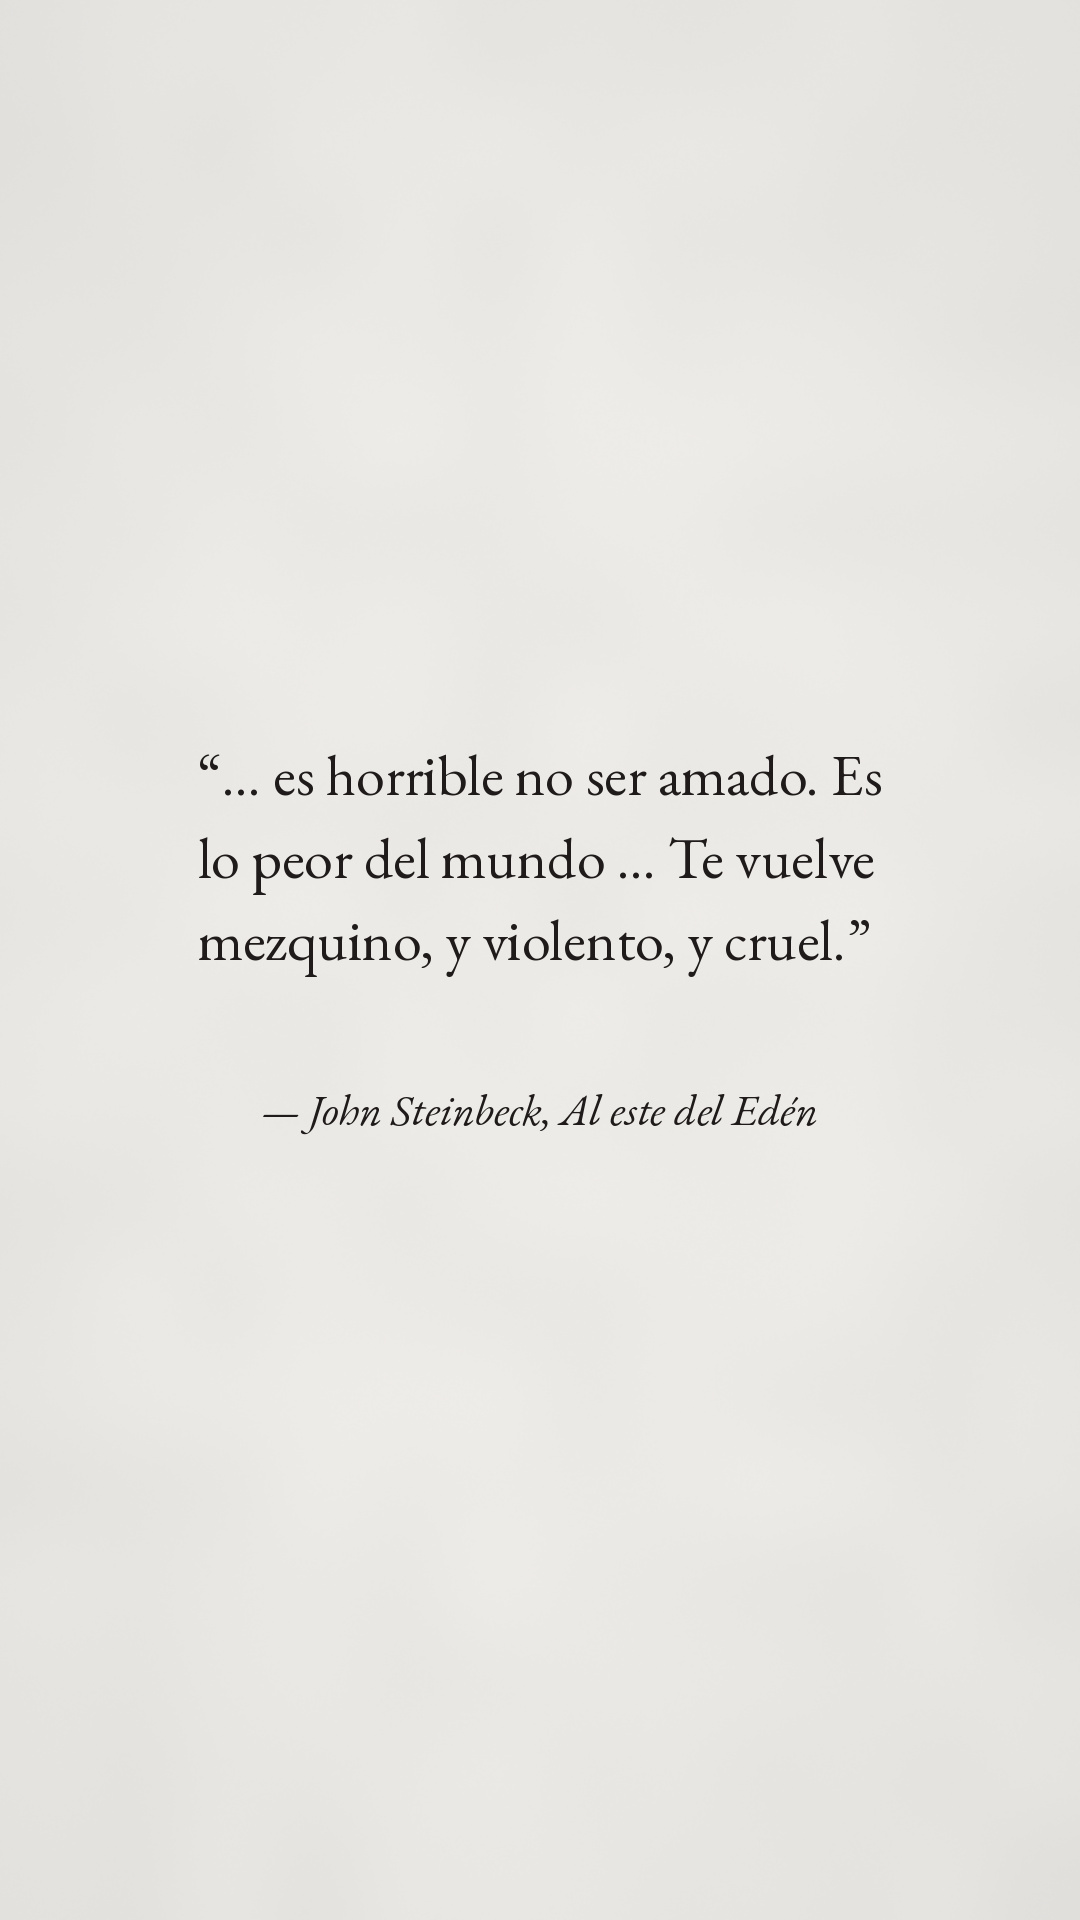 “… es horrible no ser amado. Es
lo peor del mundo … Te vuelve
mezquino, y violento, y cruel.”
— John Steinbeck, Al este del Edén